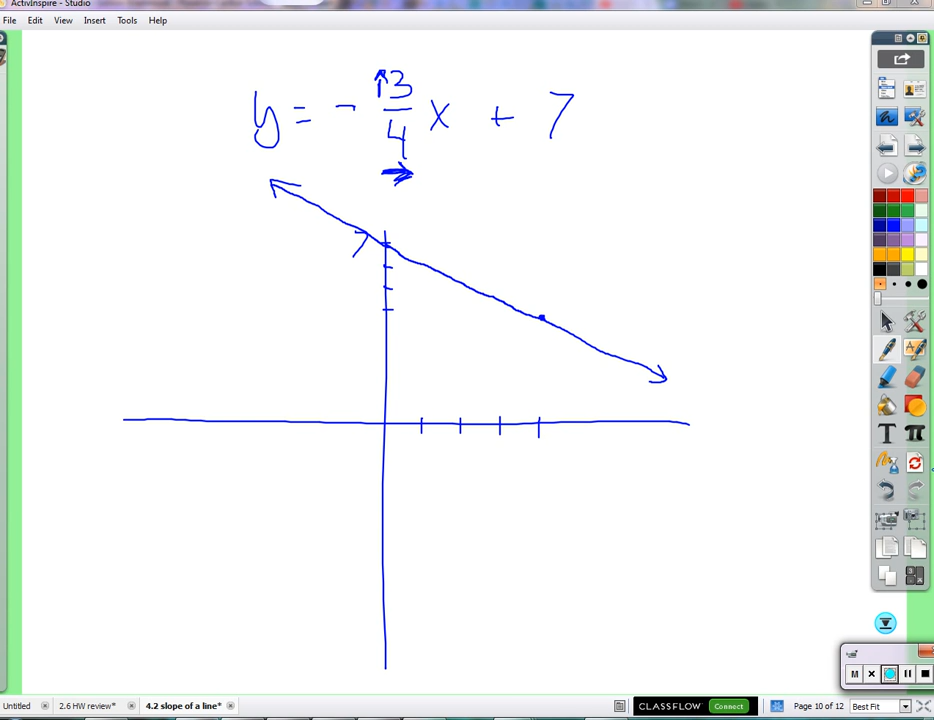 ActivInspire - Studio
File Edit View Insert Tools Help
y = - 3/4 x + 7
7
T π
M
Untitled 2.6 HW review* 4.2 slope of a line* CLASSFLOW Connect Page 10 of 12 Best Fit